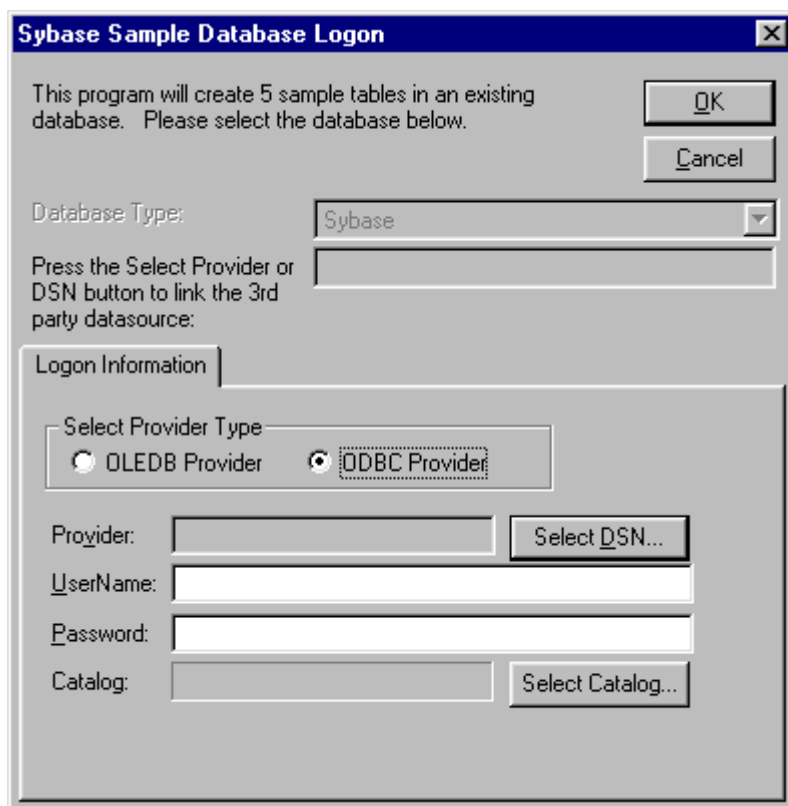 Sybase Sample Database Logon
This program will create 5 sample tables in an existing
database.   Please select the database below.
OK
Cancel
Database Type:
Sybase
Press the Select Provider or
DSN button to link the 3rd
party datasource:
Logon Information
Select Provider Type
OLEDB Provider
ODBC Provider
Provider:
Select DSN...
UserName:
Password:
Catalog:
Select Catalog...